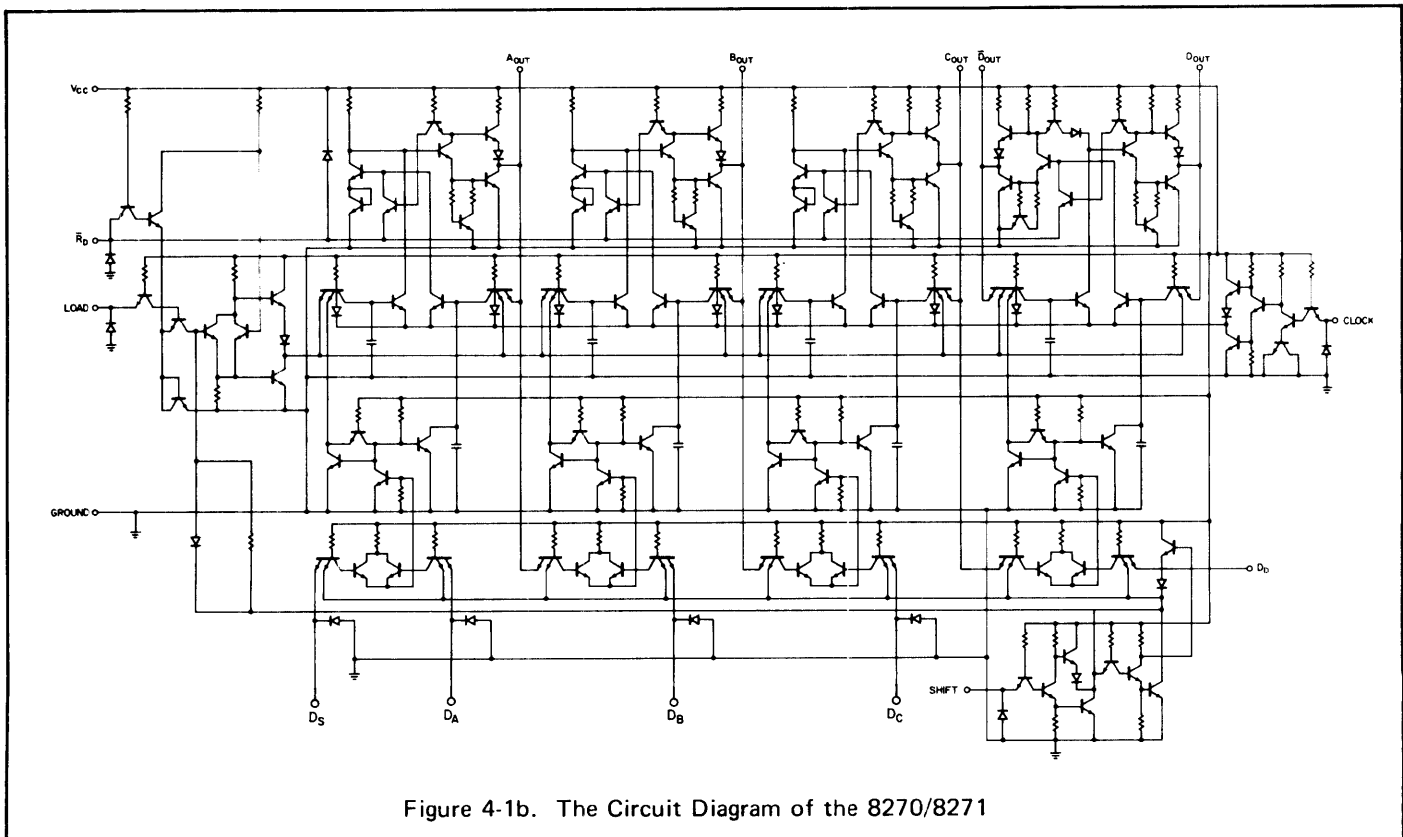 A_OUT B_OUT C_OUT D̅_OUT D_OUT
V_CC
R̅_D
LOAD
CLOCK
GROUND
D_D
SHIFT
D_S D_A D_B D_C
Figure 4-1b. The Circuit Diagram of the 8270/8271